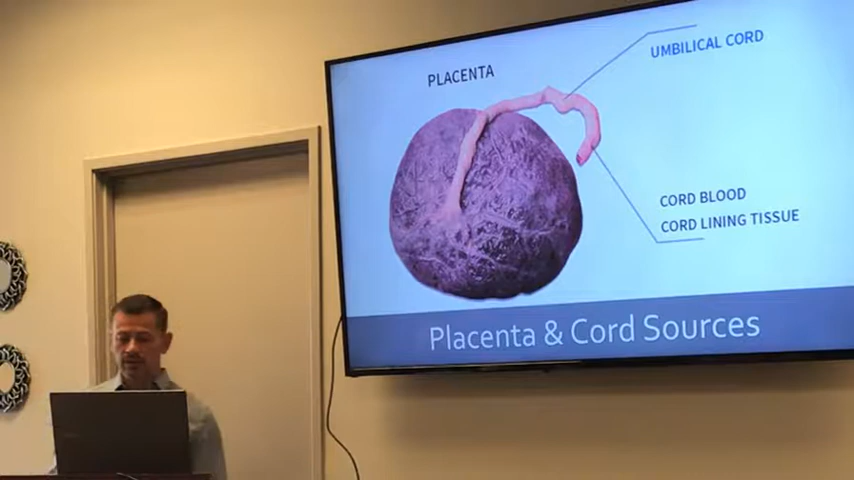 PLACENTA
UMBILICAL CORD
CORD BLOOD
CORD LINING TISSUE
Placenta & Cord Sources